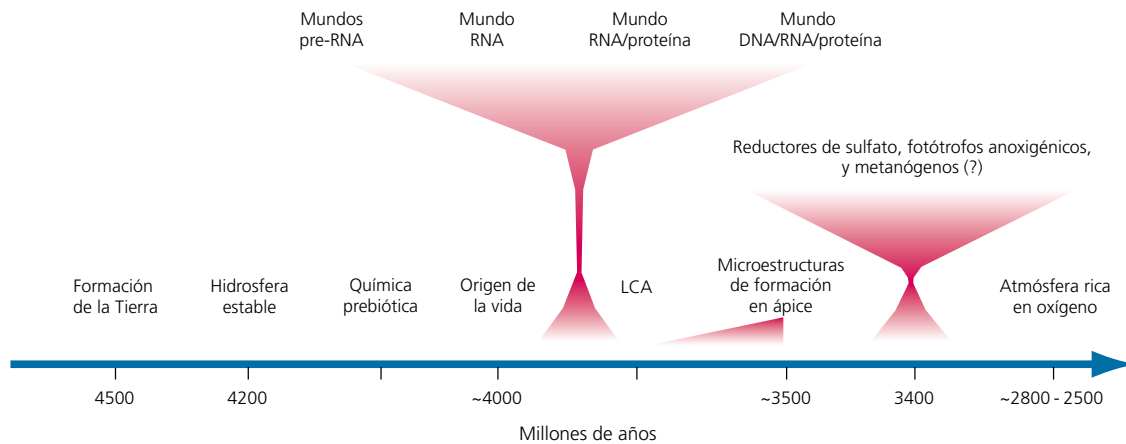 Mundos
pre-RNA
Mundo
RNA
Mundo
RNA/proteína
Mundo
DNA/RNA/proteína
Reductores de sulfato, fotótrofos anoxigénicos,
y metanógenos (?)
Formación
de la Tierra
Hidrosfera
estable
Química
prebiótica
Origen de
la vida
LCA
Microestructuras
de formación
en ápice
Atmósfera rica
en oxígeno
4500
4200
~4000
~3500
3400
~2800 - 2500
Millones de años